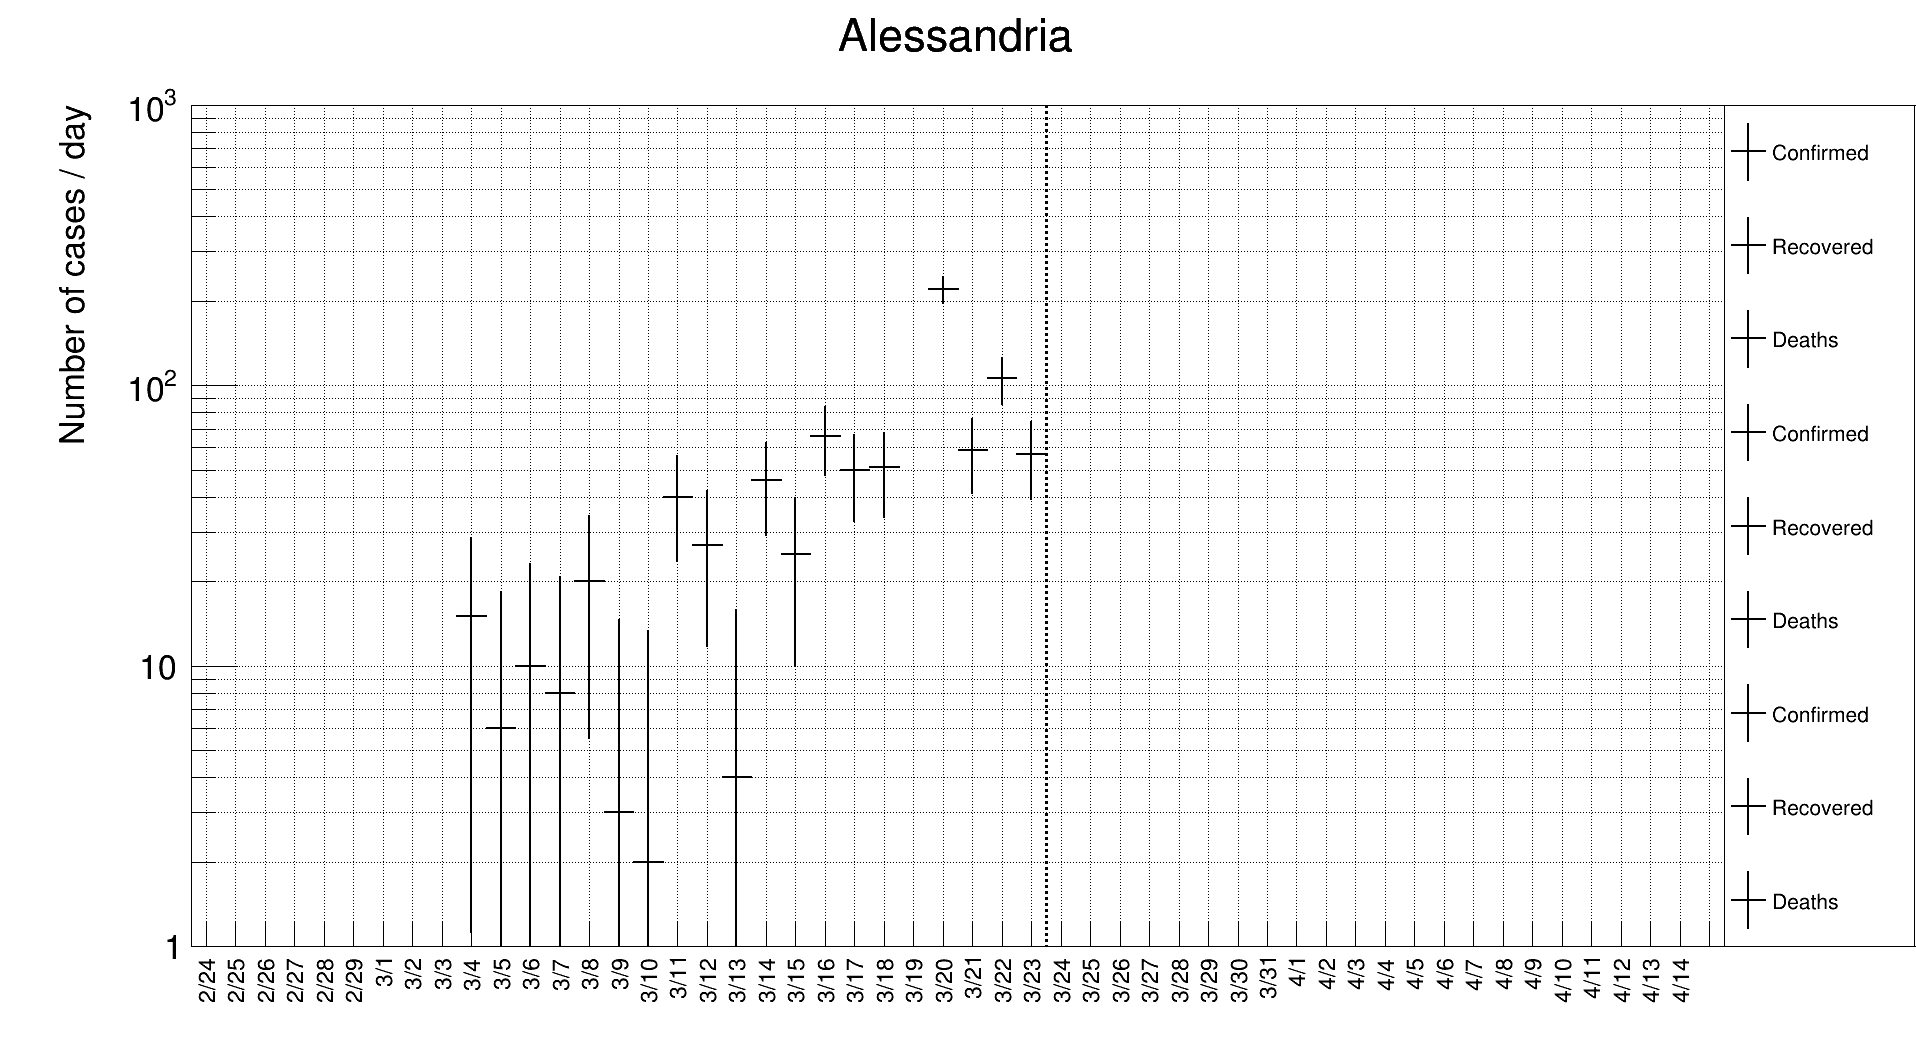 Alessandria
Number of cases / day
10³
10²
10
1
2/24 2/25 2/26 2/27 2/28 2/29 3/1 3/2 3/3 3/4 3/5 3/6 3/7 3/8 3/9 3/10 3/11 3/12 3/13 3/14 3/15 3/16 3/17 3/18 3/19 3/20 3/21 3/22 3/23 3/24 3/25 3/26 3/27 3/28 3/29 3/30 3/31 4/1 4/2 4/3 4/4 4/5 4/6 4/7 4/8 4/9 4/10 4/11 4/12 4/13 4/14
Confirmed
Recovered
Deaths
Confirmed
Recovered
Deaths
Confirmed
Recovered
Deaths